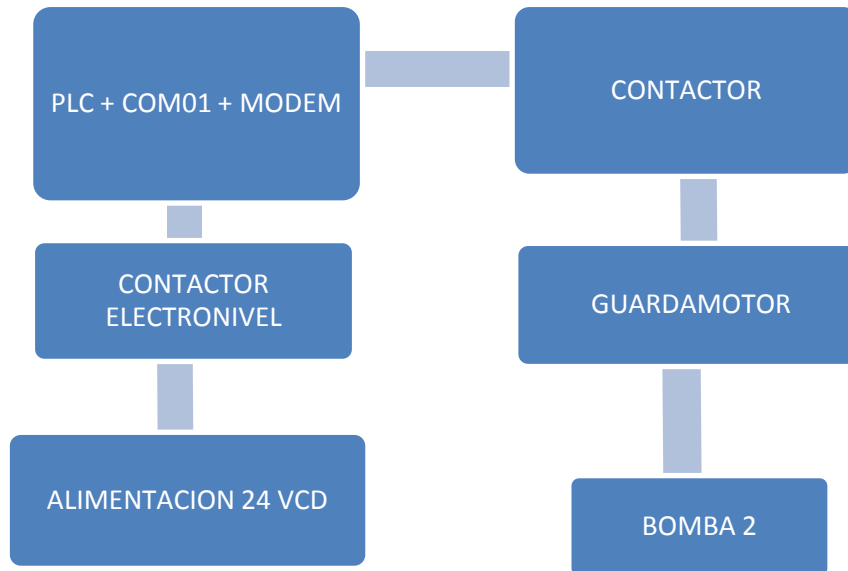 PLC + COM01 + MODEM
CONTACTOR
CONTACTOR
ELECTRONIVEL
GUARDAMOTOR
ALIMENTACION 24 VCD
BOMBA 2